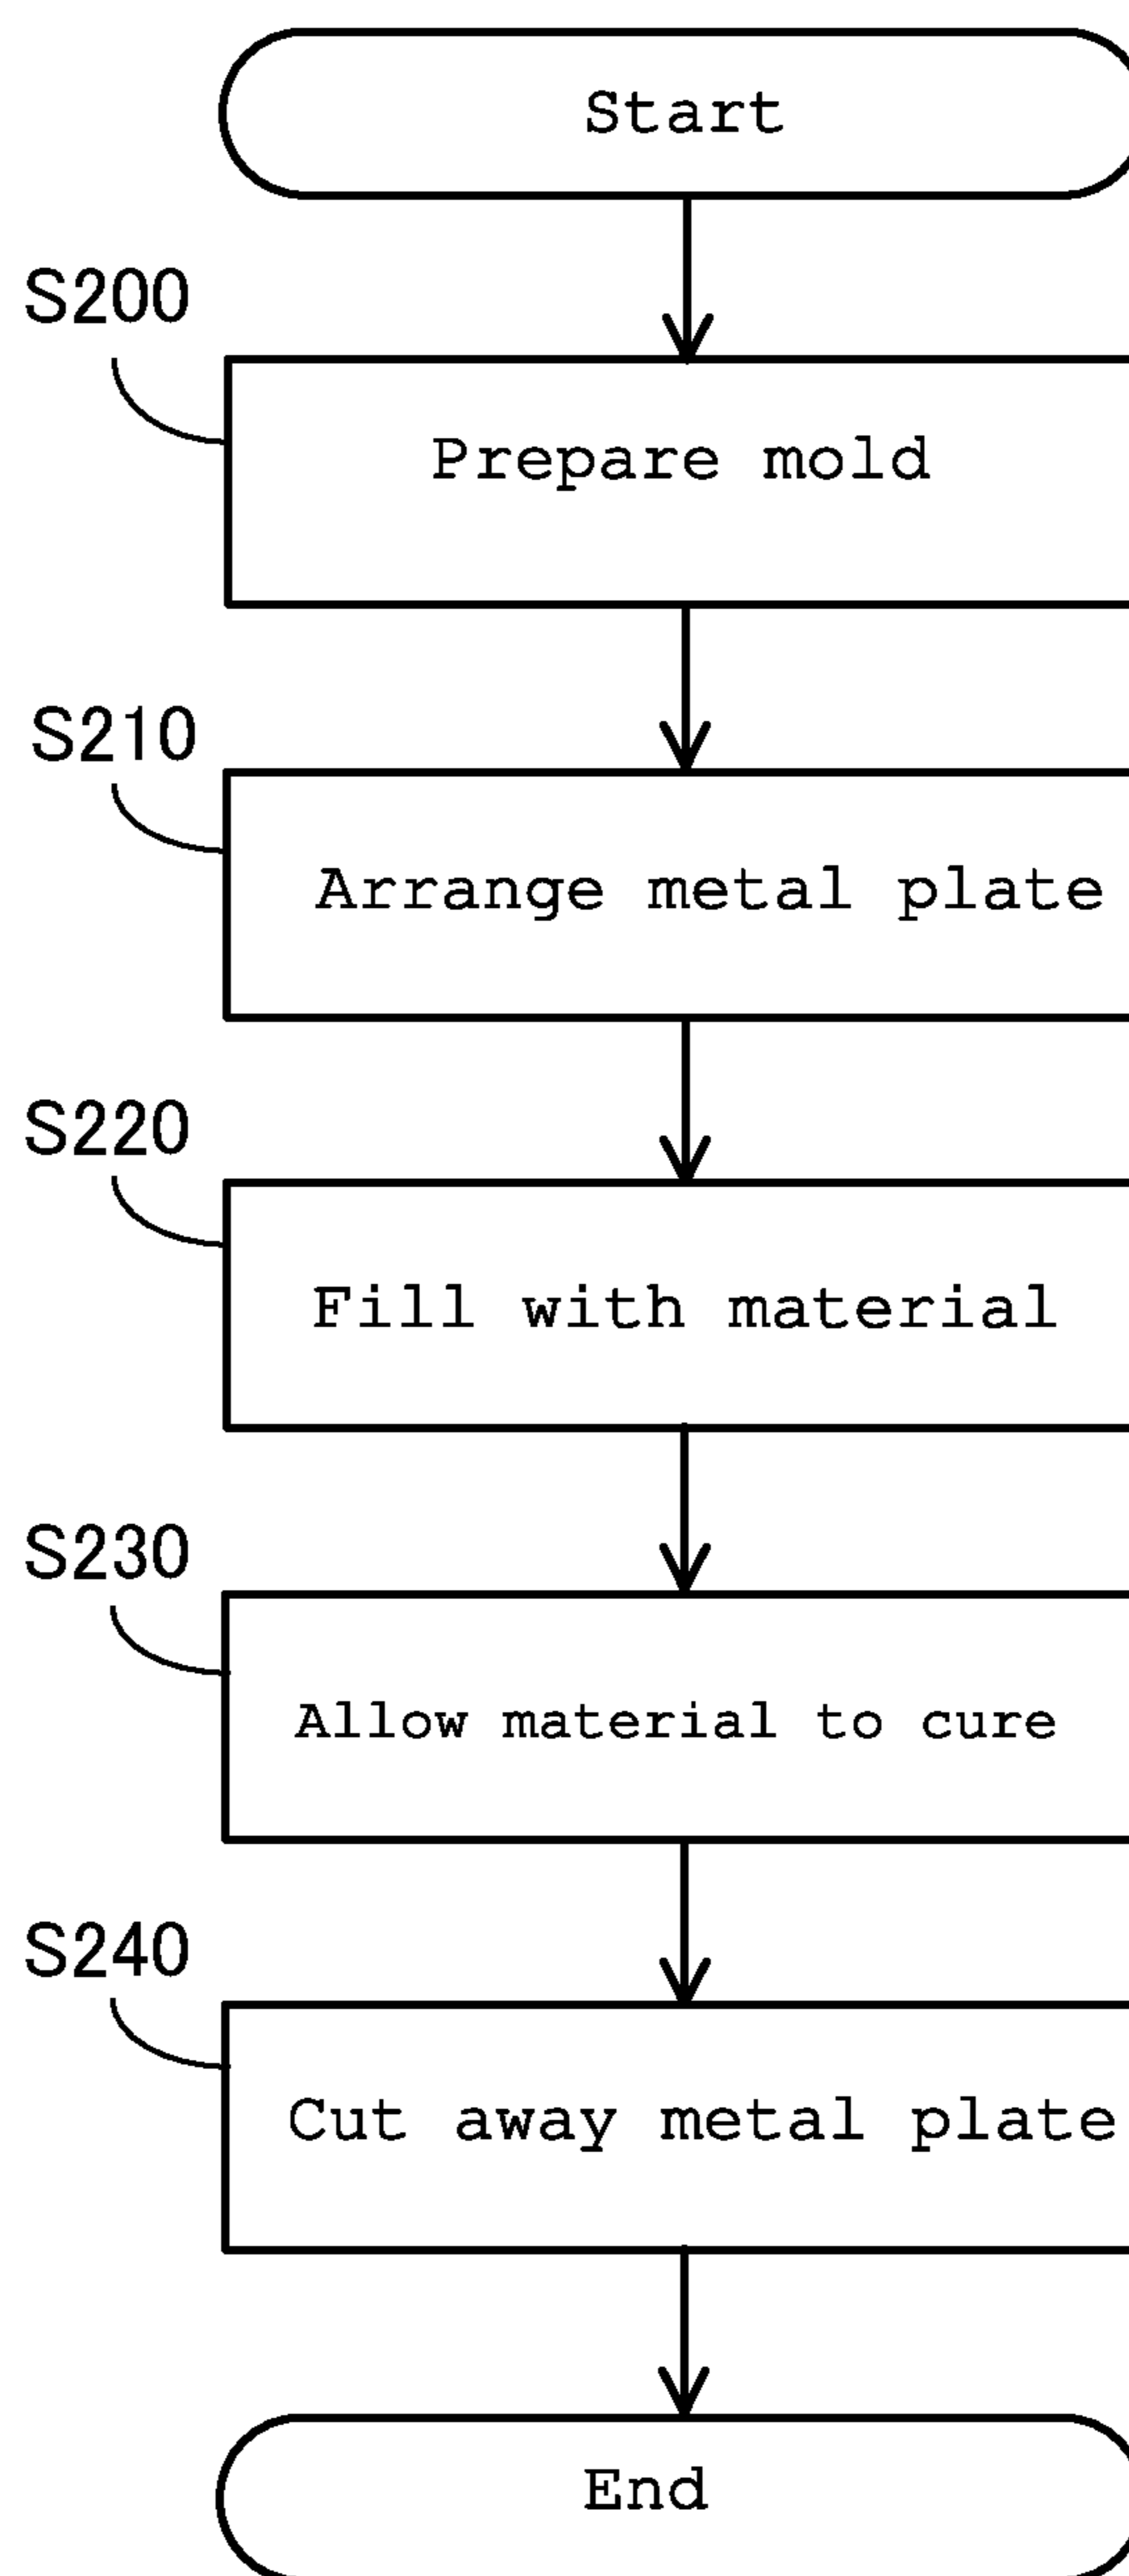 Start
S200
Prepare mold
S210
Arrange metal plate
S220
Fill with material
S230
Allow material to cure
S240
Cut away metal plate
End